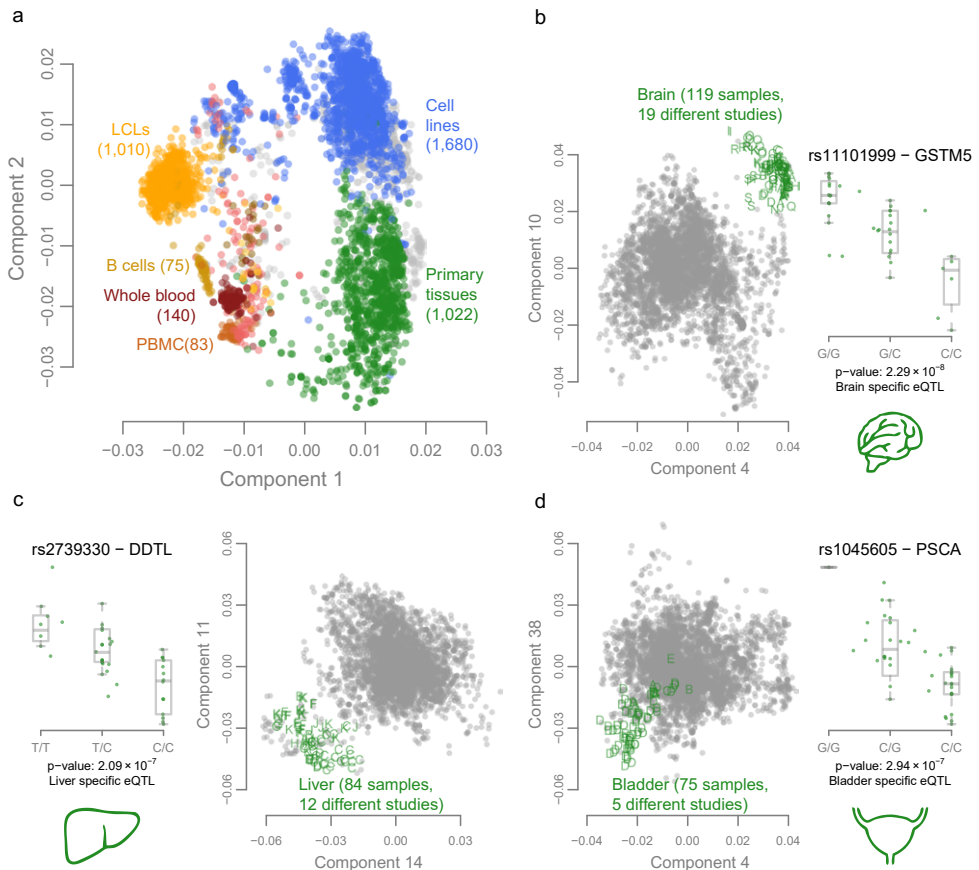 a
Component 2
0.02
0.01
0.00
−0.01
−0.02
−0.03
LCLs
(1,010)
B cells (75)
Whole blood
(140)
PBMC(83)
Cell
lines
(1,680)
Primary
tissues
(1,022)
−0.03 −0.02 −0.01 0.00 0.01 0.02 0.03
Component 1
b
Brain (119 samples,
19 different studies)
Component 10
0.04
0.02
0.00
−0.02
−0.04
−0.04 −0.02 0.00 0.02 0.04
Component 4
rs11101999 − GSTM5
G/G G/C C/C
p−value: 2.29 × 10⁻⁸
Brain specific eQTL
c
rs2739330 − DDTL
T/T T/C C/C
p−value: 2.09 × 10⁻⁷
Liver specific eQTL
Component 11
0.06
0.03
0.00
−0.03
−0.06
Liver (84 samples,
12 different studies)
−0.06 −0.03 0.00 0.03
Component 14
d
Component 38
0.06
0.03
0.00
−0.03
−0.06
Bladder (75 samples,
5 different studies)
−0.04 −0.02 0.00 0.02 0.04
Component 4
rs1045605 − PSCA
G/G C/G C/C
p−value: 2.94 × 10⁻⁷
Bladder specific eQTL